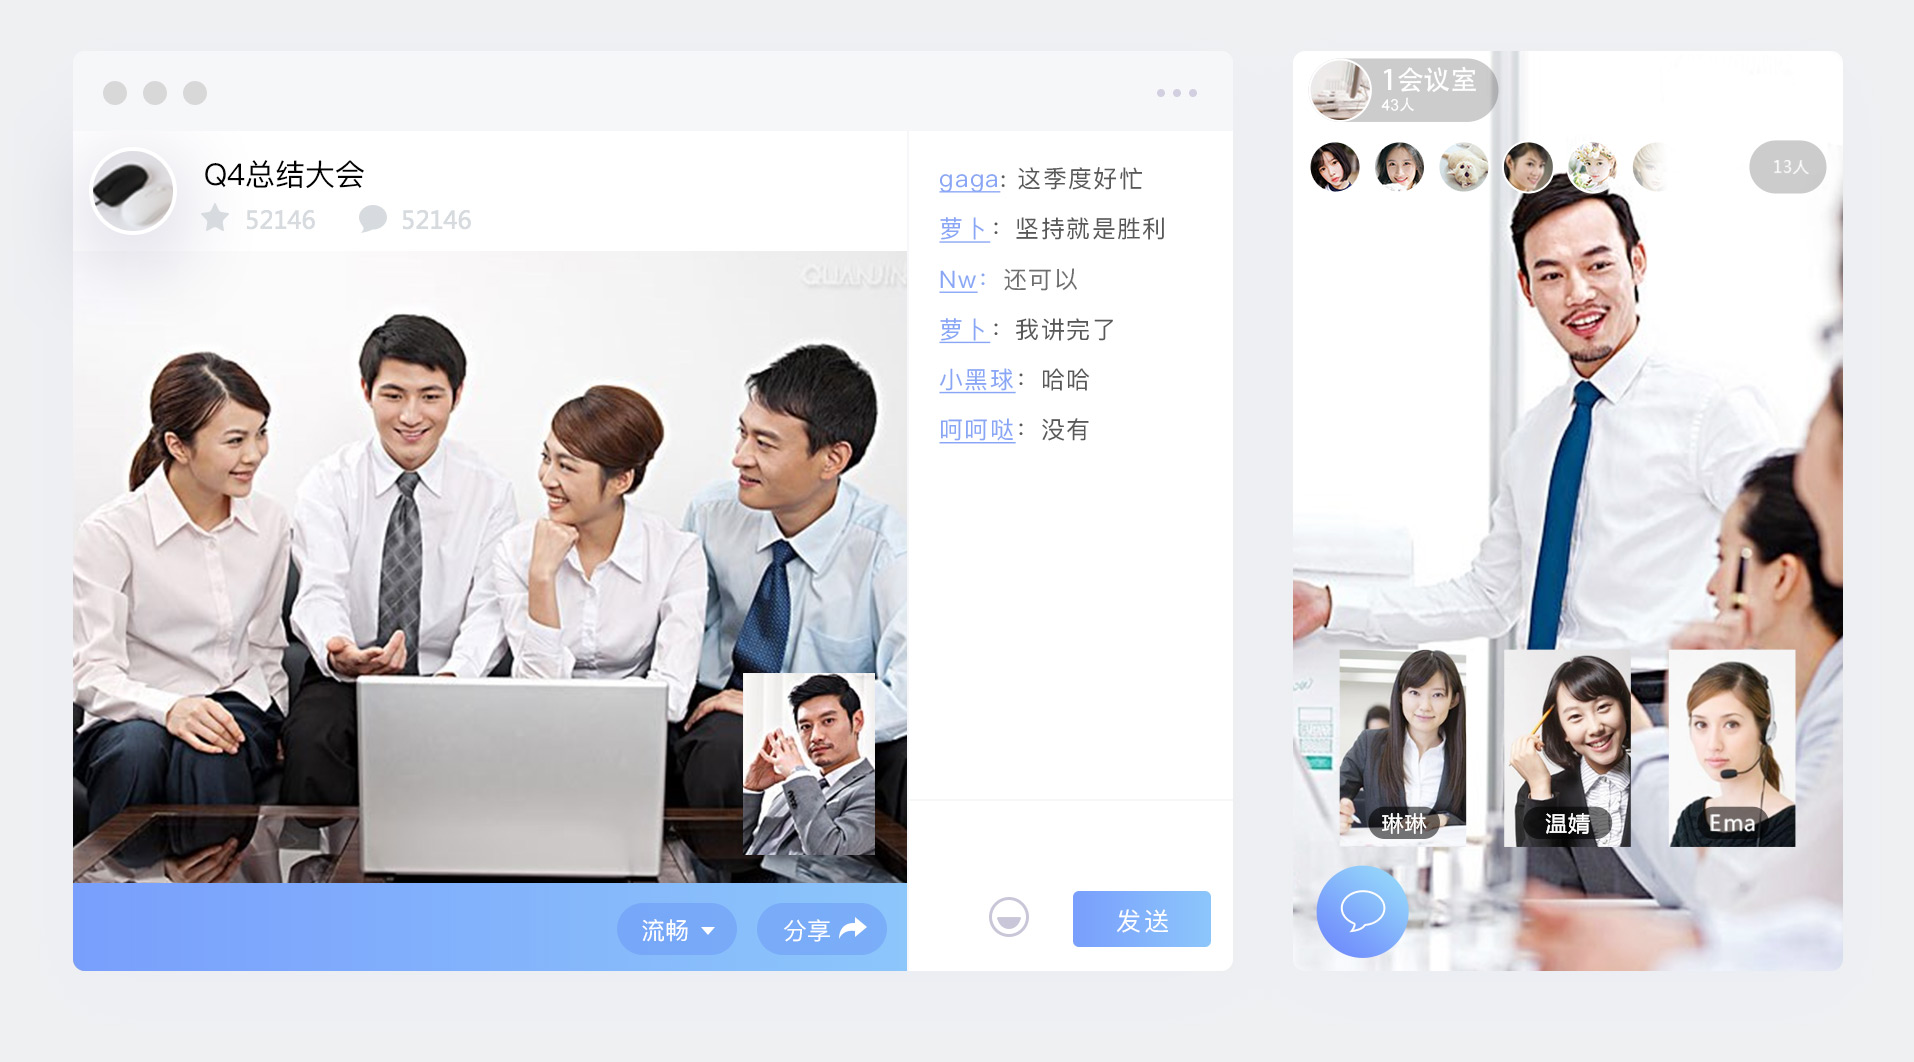 Q4总结大会
52146 52146
QUANJIN
gaga: 这季度好忙
萝卜： 坚持就是胜利
Nw： 还可以
萝卜： 我讲完了
小黑球： 哈哈
呵呵哒： 没有
流畅
分享
发送
1会议室
43人
13人
琳琳
温婧
Ema